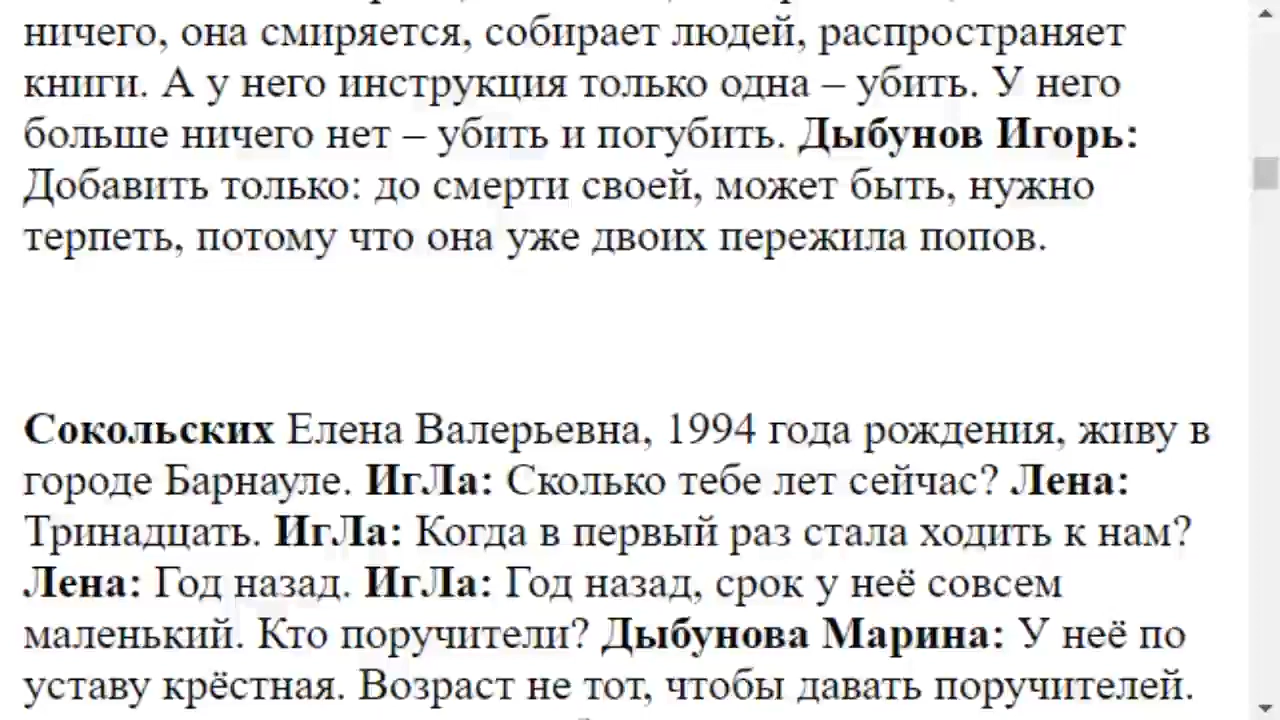 ничего, она смиряется, собирает людей, распространяет
книги. А у него инструкция только одна – убить. У него
больше ничего нет – убить и погубить. Дыбунов Игорь:
Добавить только: до смерти своей, может быть, нужно
терпеть, потому что она уже двоих пережила попов.
Сокольских Елена Валерьевна, 1994 года рождения, живу в
городе Барнауле. ИгЛа: Сколько тебе лет сейчас? Лена:
Тринадцать. ИгЛа: Когда в первый раз стала ходить к нам?
Лена: Год назад. ИгЛа: Год назад, срок у неё совсем
маленький. Кто поручители? Дыбунова Марина: У неё по
уставу крёстная. Возраст не тот, чтобы давать поручителей.